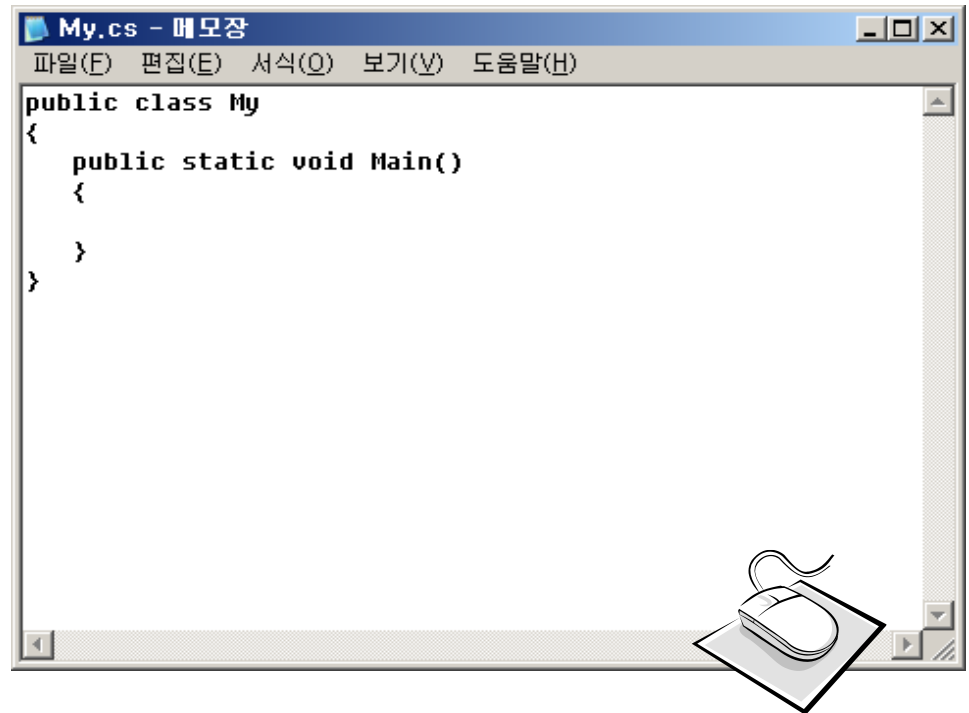 My.cs - 메모장
파일(F) 편집(E) 서식(O) 보기(V) 도움말(H)
public class My
{
   public static void Main()
   {

   }
}